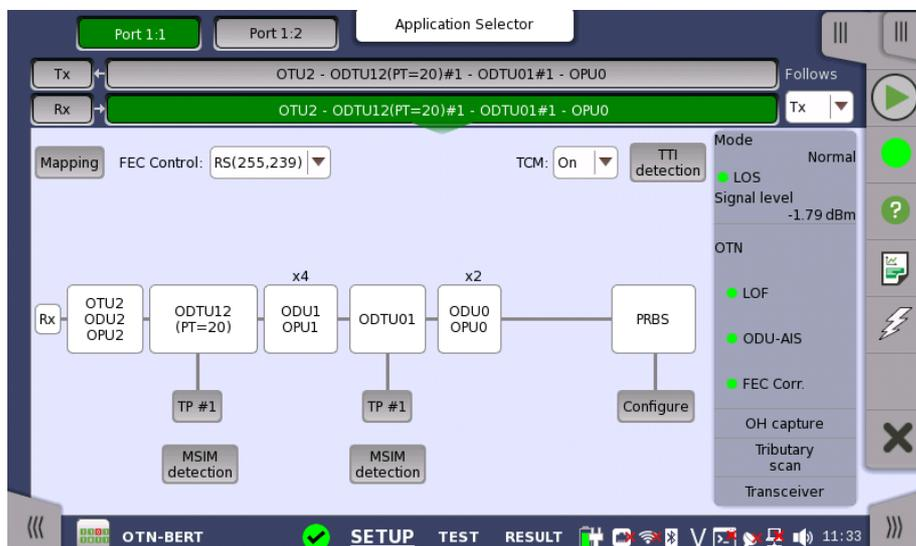 Application Selector
Port 1:1
Port 1:2
Tx
OTU2 - ODTU12(PT=20)#1 - ODTU01#1 - OPU0
Follows
Rx
OTU2 - ODTU12(PT=20)#1 - ODTU01#1 - OPU0
Tx
Mapping
FEC Control:
RS(255,239)
TCM:
On
TTI
detection
Mode
Normal
LOS
Signal level
-1.79 dBm
OTN
LOF
ODU-AIS
FEC Corr.
OH capture
Tributary
scan
Transceiver
x4
x2
Rx
OTU2
ODU2
OPU2
ODTU12
(PT=20)
ODU1
OPU1
ODTU01
ODU0
OPU0
PRBS
TP #1
TP #1
Configure
MSIM
detection
MSIM
detection
OTN-BERT
SETUP
TEST
RESULT
V
11:33